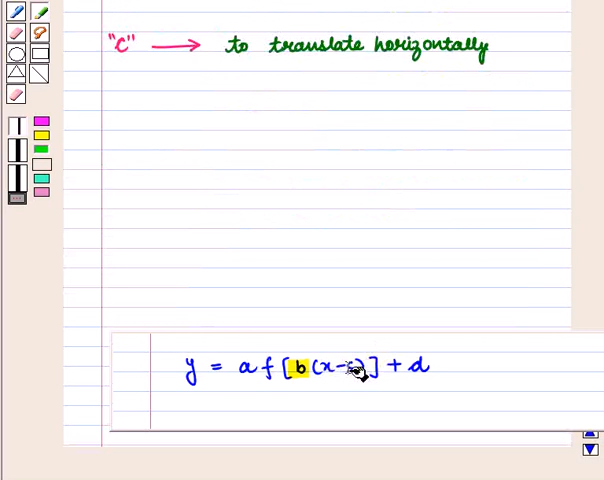 "C" → to translate horizontally
y = a f [ b (x - c) ] + d